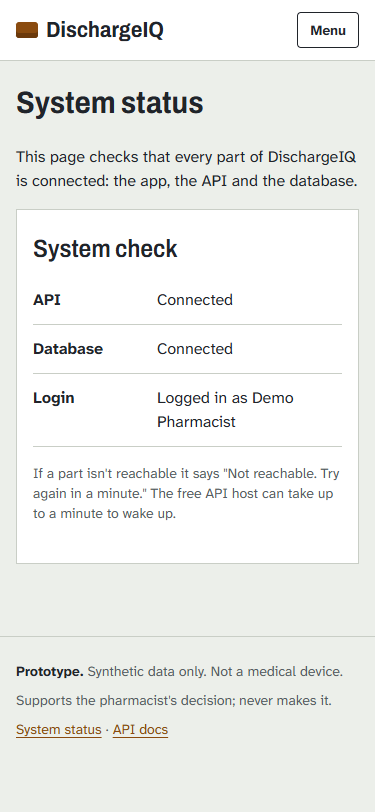 DischargeIQ
Menu
System status
This page checks that every part of DischargeIQ
is connected: the app, the API and the database.
System check
API Connected
Database Connected
Login Logged in as Demo
Pharmacist
If a part isn't reachable it says "Not reachable. Try
again in a minute." The free API host can take up
to a minute to wake up.
Prototype. Synthetic data only. Not a medical device.
Supports the pharmacist's decision; never makes it.
System status · API docs